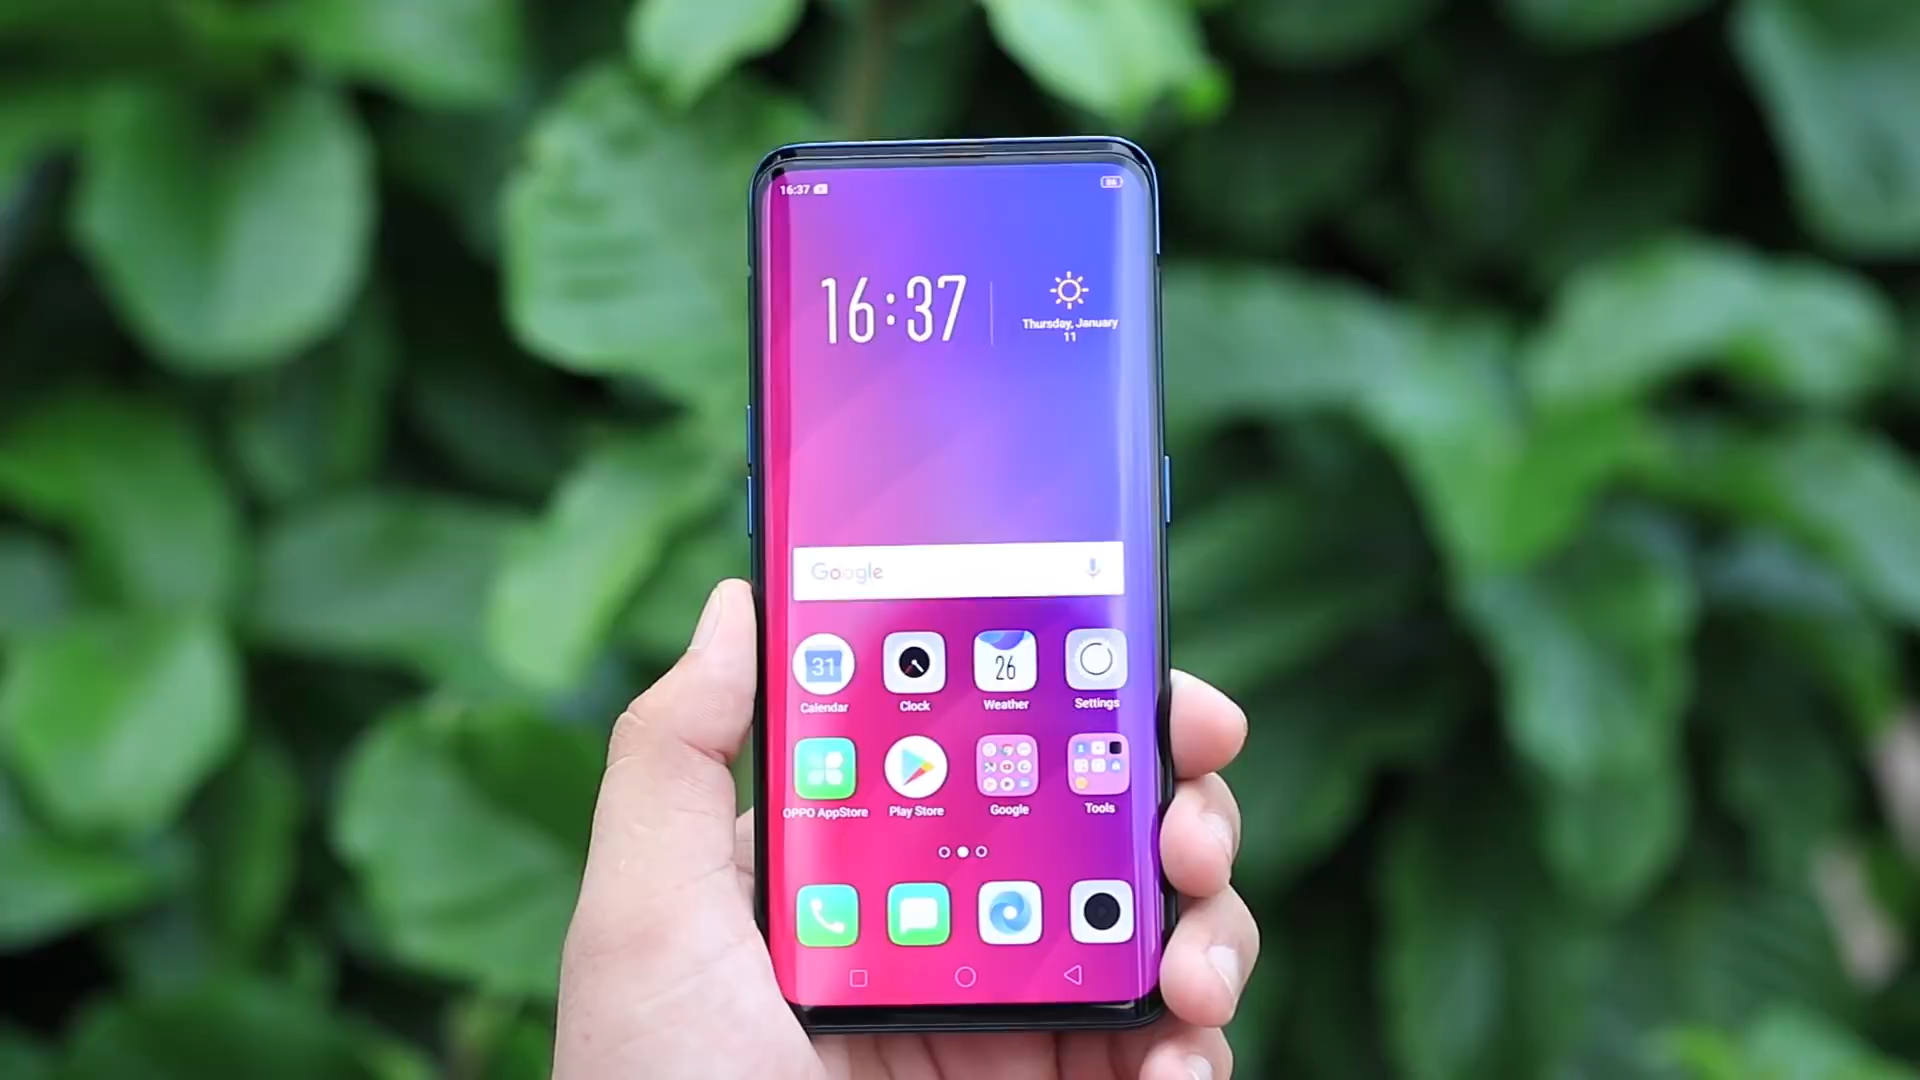 16:37
16:37
Thursday, January
11
Google
31
26
Calendar
Clock
Weather
Settings
OPPO AppStore
Play Store
Google
Tools